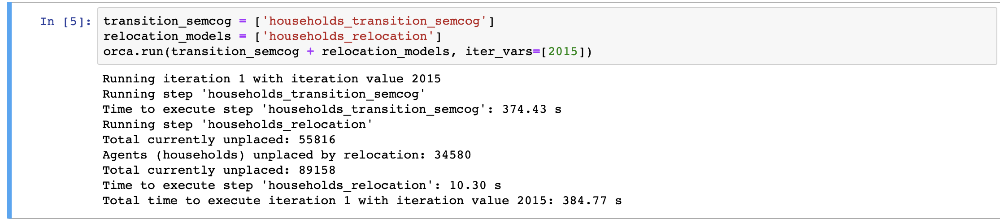 In [5]:
transition_semcog = ['households_transition_semcog']
relocation_models = ['households_relocation']
orca.run(transition_semcog + relocation_models, iter_vars=[2015])
Running iteration 1 with iteration value 2015
Running step 'households_transition_semcog'
Time to execute step 'households_transition_semcog': 374.43 s
Running step 'households_relocation'
Total currently unplaced: 55816
Agents (households) unplaced by relocation: 34580
Total currently unplaced: 89158
Time to execute step 'households_relocation': 10.30 s
Total time to execute iteration 1 with iteration value 2015: 384.77 s